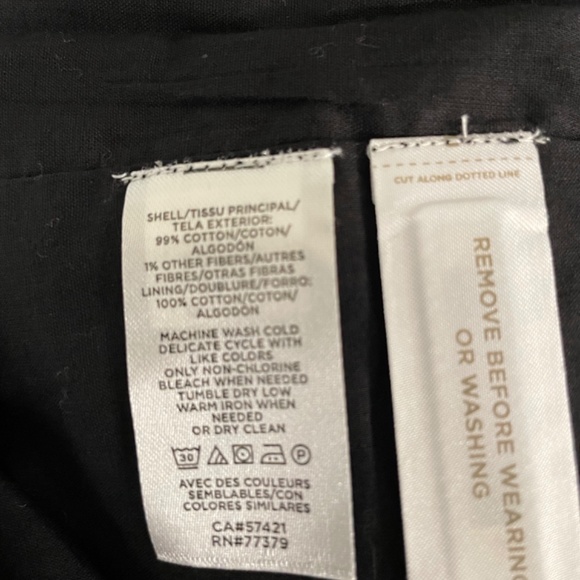 SHELL/TISSU PRINCIPAL/
TELA EXTERIOR:
99% COTTON/COTON/
ALGODÓN
1% OTHER FIBERS/AUTRES
FIBRES/OTRAS FIBRAS
LINING/DOUBLURE/FORRO:
100% COTTON/COTON/
ALGODÓN
MACHINE WASH COLD
DELICATE CYCLE WITH
LIKE COLORS
ONLY NON-CHLORINE
BLEACH WHEN NEEDED
TUMBLE DRY LOW
WARM IRON WHEN
NEEDED
OR DRY CLEAN
30 P
AVEC DES COULEURS
SEMBLABLES/CON
COLORES SIMILARES
CA#57421
RN#77379
CUT ALONG DOTTED LINE
REMOVE BEFORE WEARIN
OR WASHING